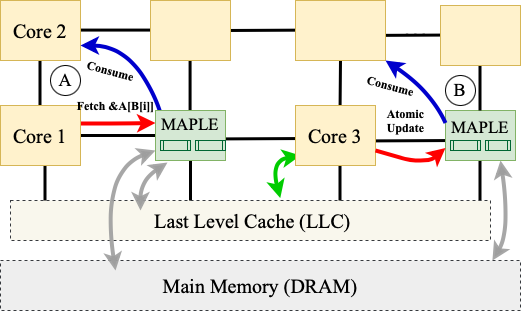 Core 2
A
Consume
Fetch &A[B[i]]
Core 1
MAPLE
Consume
B
Atomic
Update
Core 3
MAPLE
Last Level Cache (LLC)
Main Memory (DRAM)